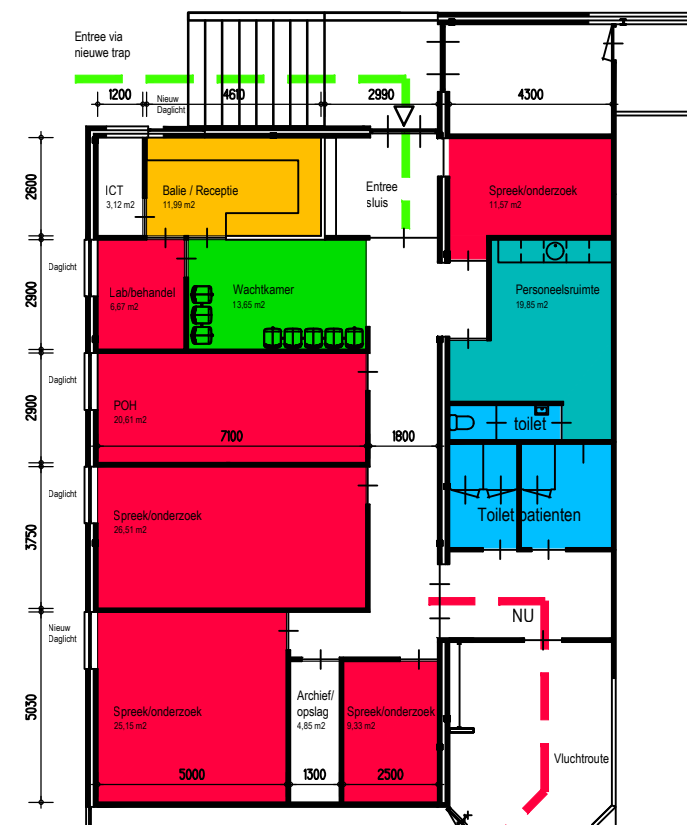 Entree via
nieuwe trap
1200
Nieuw
Daglicht
4610
2990
4300
2600
ICT
3,12 m2
Balie / Receptie
11,99 m2
Entree
sluis
Spreek/onderzoek
11,57 m2
Daglicht
2900
Lab/behandel
6,67 m2
Wachtkamer
13,65 m2
Personeelsruimte
19,85 m2
Daglicht
2900
POH
20,61 m2
7100
1800
toilet
Daglicht
3750
Spreek/onderzoek
26,51 m2
Toilet patienten
Nieuw
Daglicht
NU
5030
Spreek/onderzoek
25,15 m2
Archief/
opslag
4,85 m2
Spreek/onderzoek
9,33 m2
Vluchtroute
5000
1300
2500